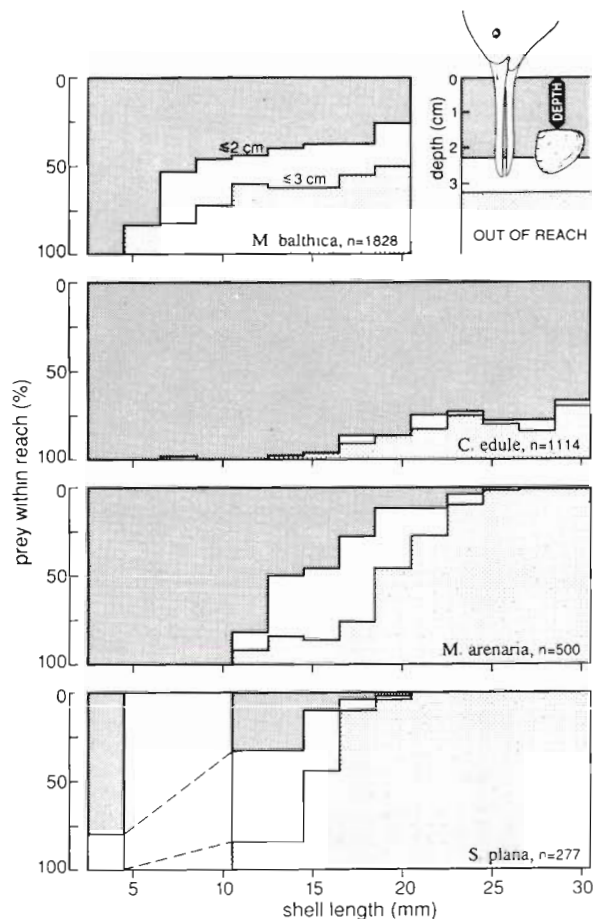 0
50
100
≤2 cm
≤3 cm
M. balthica, n=1828
depth (cm)
0
1
2
3
DEPTH
OUT OF REACH
prey within reach (%)
0
50
100
C. edule, n=1114
0
50
100
M. arenaria, n=500
0
50
100
S. plana, n=277
5
10
15
20
25
30
shell length (mm)